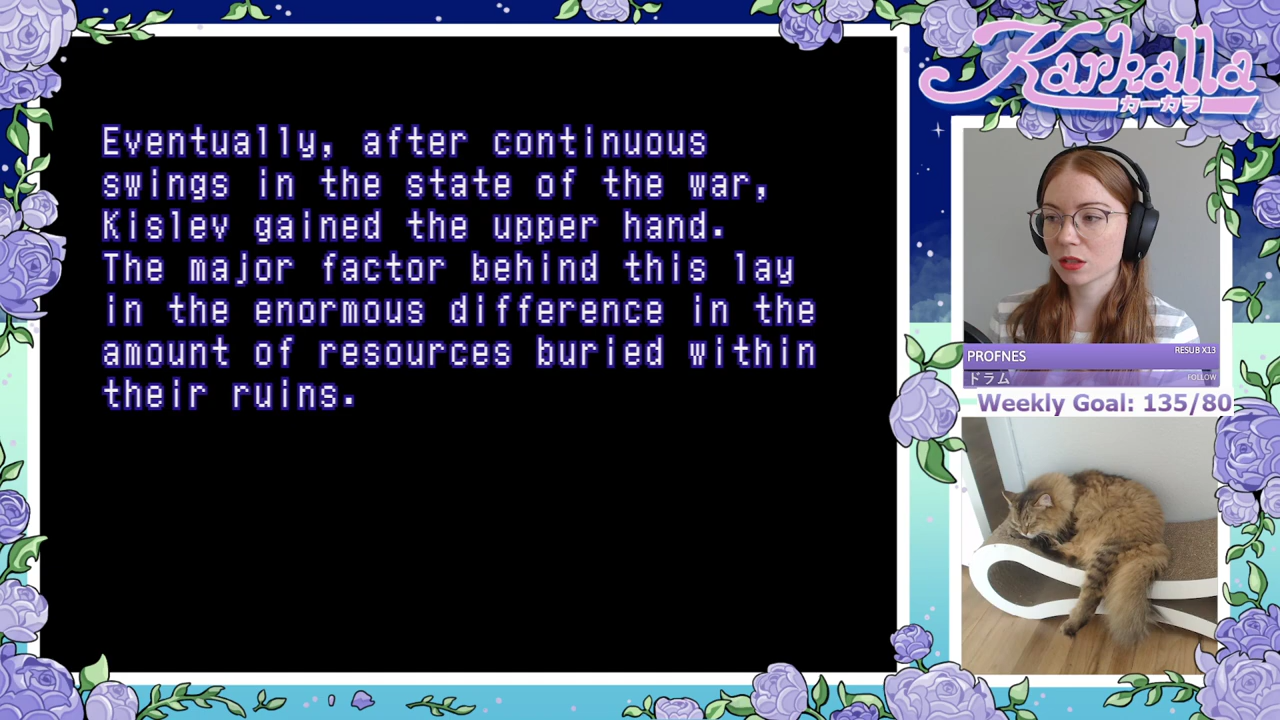 Eventually, after continuous
swings in the state of the war,
Kislev gained the upper hand.
The major factor behind this lay
in the enormous difference in the
amount of resources buried within
their ruins.
Karkalla
カーカラ
PROFNES
RESUB X13
ドラム
FOLLOW
Weekly Goal: 135/80